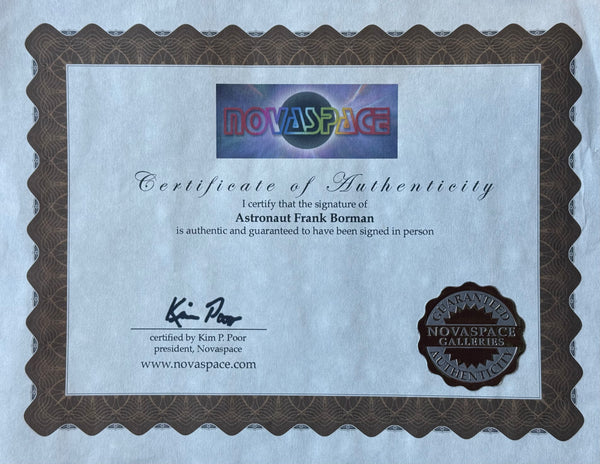 NOVASPACE
Certificate of Authenticity
I certify that the signature of
Astronaut Frank Borman
is authentic and guaranteed to have been signed in person
Kim Poor
certified by Kim P. Poor
president, Novaspace
www.novaspace.com
GUARANTEED
NOVASPACE
GALLERIES
AUTHENTICITY